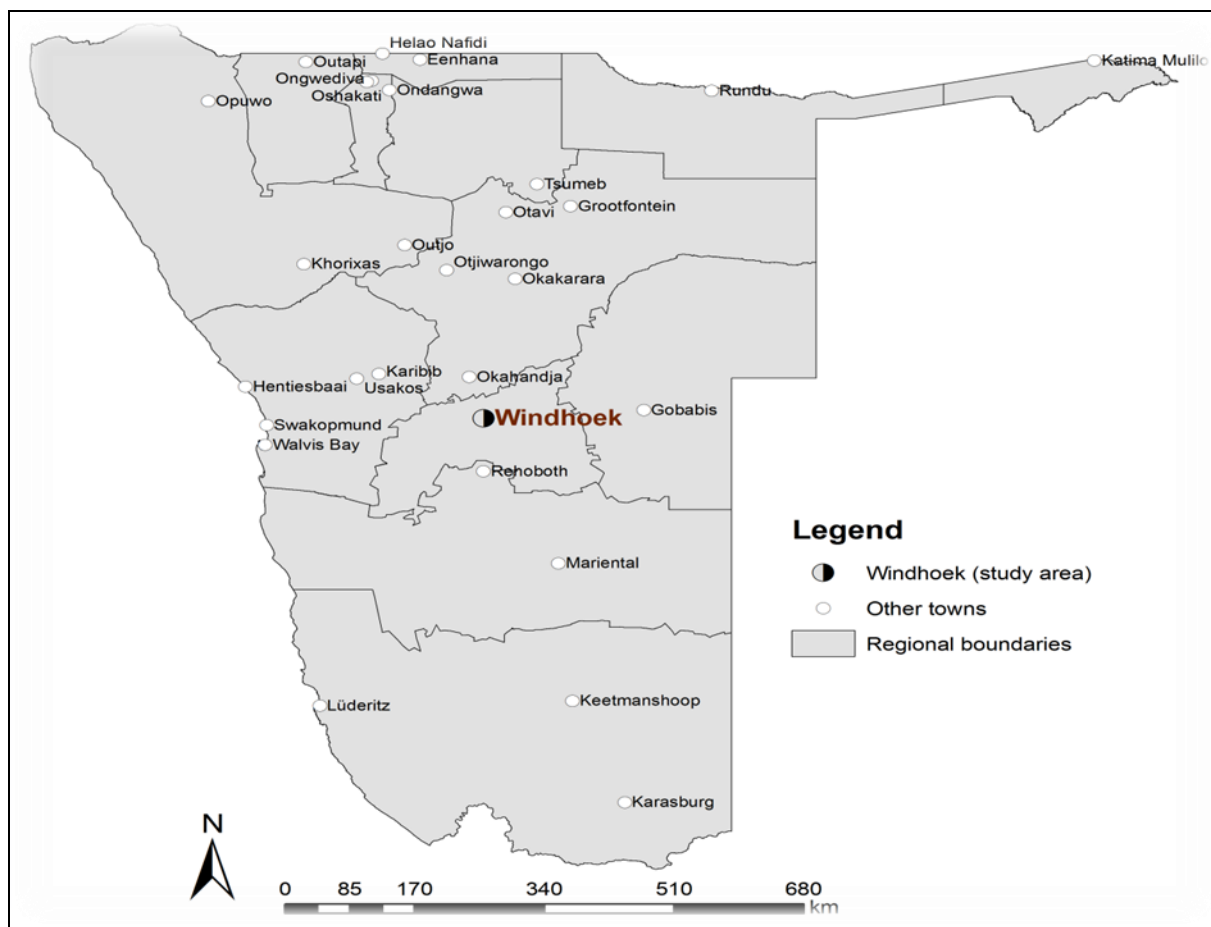 Helao Nafidi
Outapi
Eenhana
Katima Mulilo
Ongwediva
Oshakati
Ondangwa
Rundu
Opuwo
Tsumeb
Otavi
Grootfontein
Outjo
Khorixas
Otjiwarongo
Okakarara
Karibib
Usakos
Okahandja
Hentiesbaai
Gobabis
Windhoek
Swakopmund
Walvis Bay
Rehoboth
Mariental
Legend
Windhoek (study area)
Other towns
Regional boundaries
Lüderitz
Keetmanshoop
Karasburg
N
0 85 170 340 510 680
km